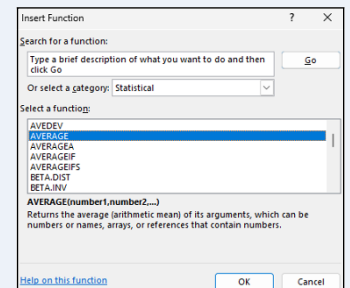 Insert Function ? ×
Search for a function:
Type a brief description of what you want to do and then
click Go
Go
Or select a category: Statistical
Select a function:
AVEDEV
AVERAGE
AVERAGEA
AVERAGEIF
AVERAGEIFS
BETA.DIST
BETA.INV
AVERAGE(number1,number2,...)
Returns the average (arithmetic mean) of its arguments, which can be
numbers or names, arrays, or references that contain numbers.
Help on this function
OK Cancel